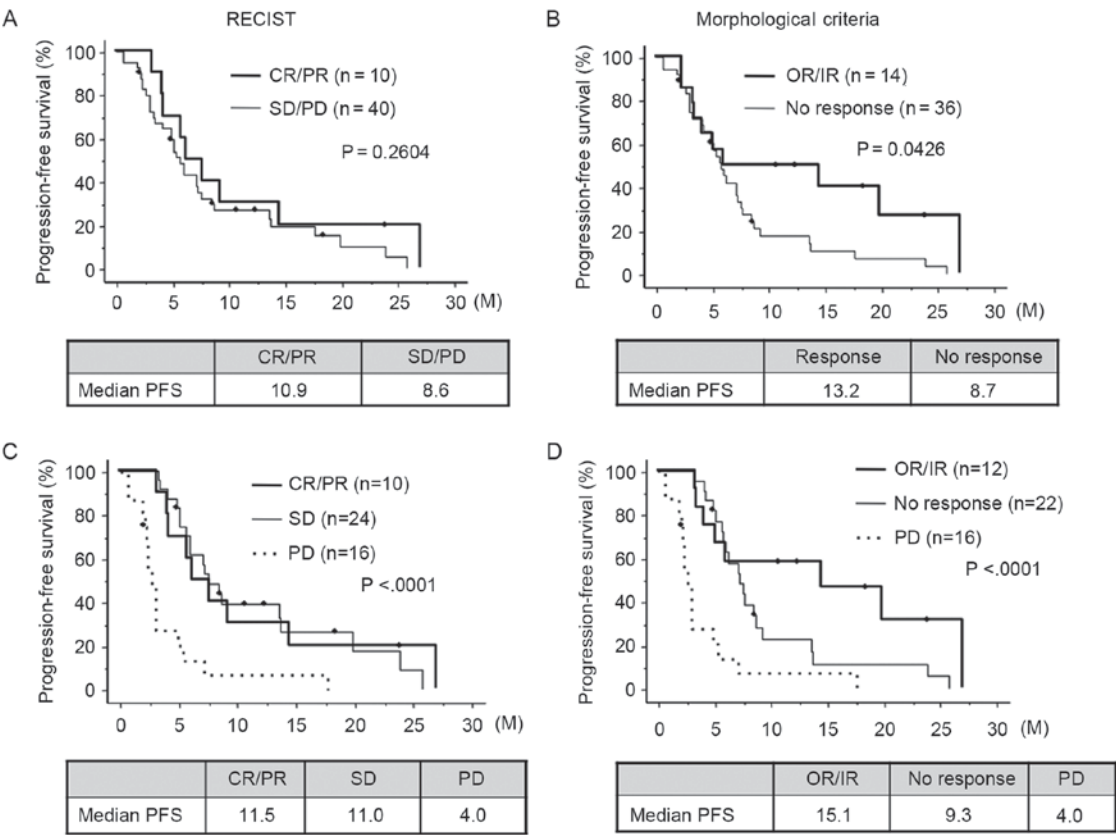 A
RECIST
Progression-free survival (%)
100
80
60
40
20
0
CR/PR (n = 10)
SD/PD (n = 40)
P = 0.2604
0 5 10 15 20 25 30 (M)
CR/PR SD/PD
Median PFS 10.9 8.6
B
Morphological criteria
Progression-free survival (%)
100
80
60
40
20
0
OR/IR (n = 14)
No response (n = 36)
P = 0.0426
0 5 10 15 20 25 30 (M)
Response No response
Median PFS 13.2 8.7
C
Progression-free survival (%)
100
80
60
40
20
0
CR/PR (n=10)
SD (n=24)
PD (n=16)
P <.0001
0 5 10 15 20 25 30 (M)
CR/PR SD PD
Median PFS 11.5 11.0 4.0
D
Progression-free survival (%)
100
80
60
40
20
0
OR/IR (n=12)
No response (n=22)
PD (n=16)
P <.0001
0 5 10 15 20 25 30 (M)
OR/IR No response PD
Median PFS 15.1 9.3 4.0